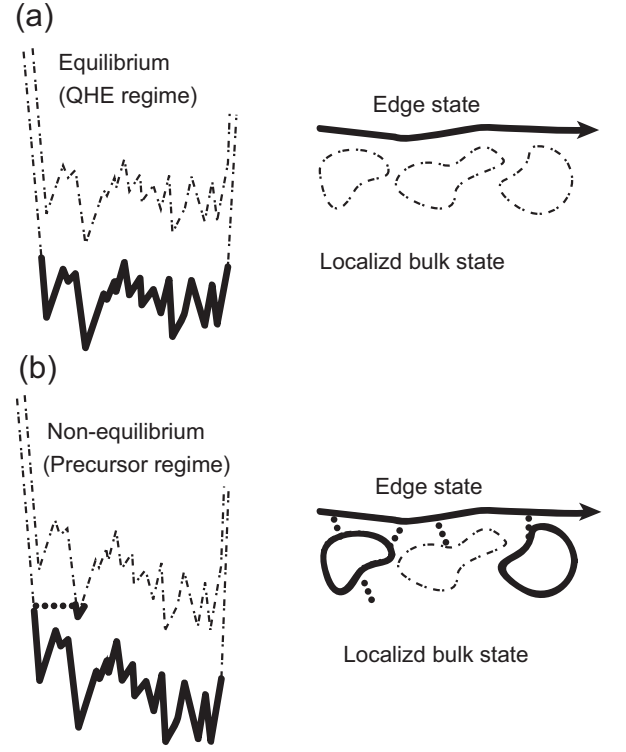 (a)
Equilibrium
(QHE regime)
Edge state
Localizd bulk state
(b)
Non-equilibrium
(Precursor regime)
Edge state
Localizd bulk state